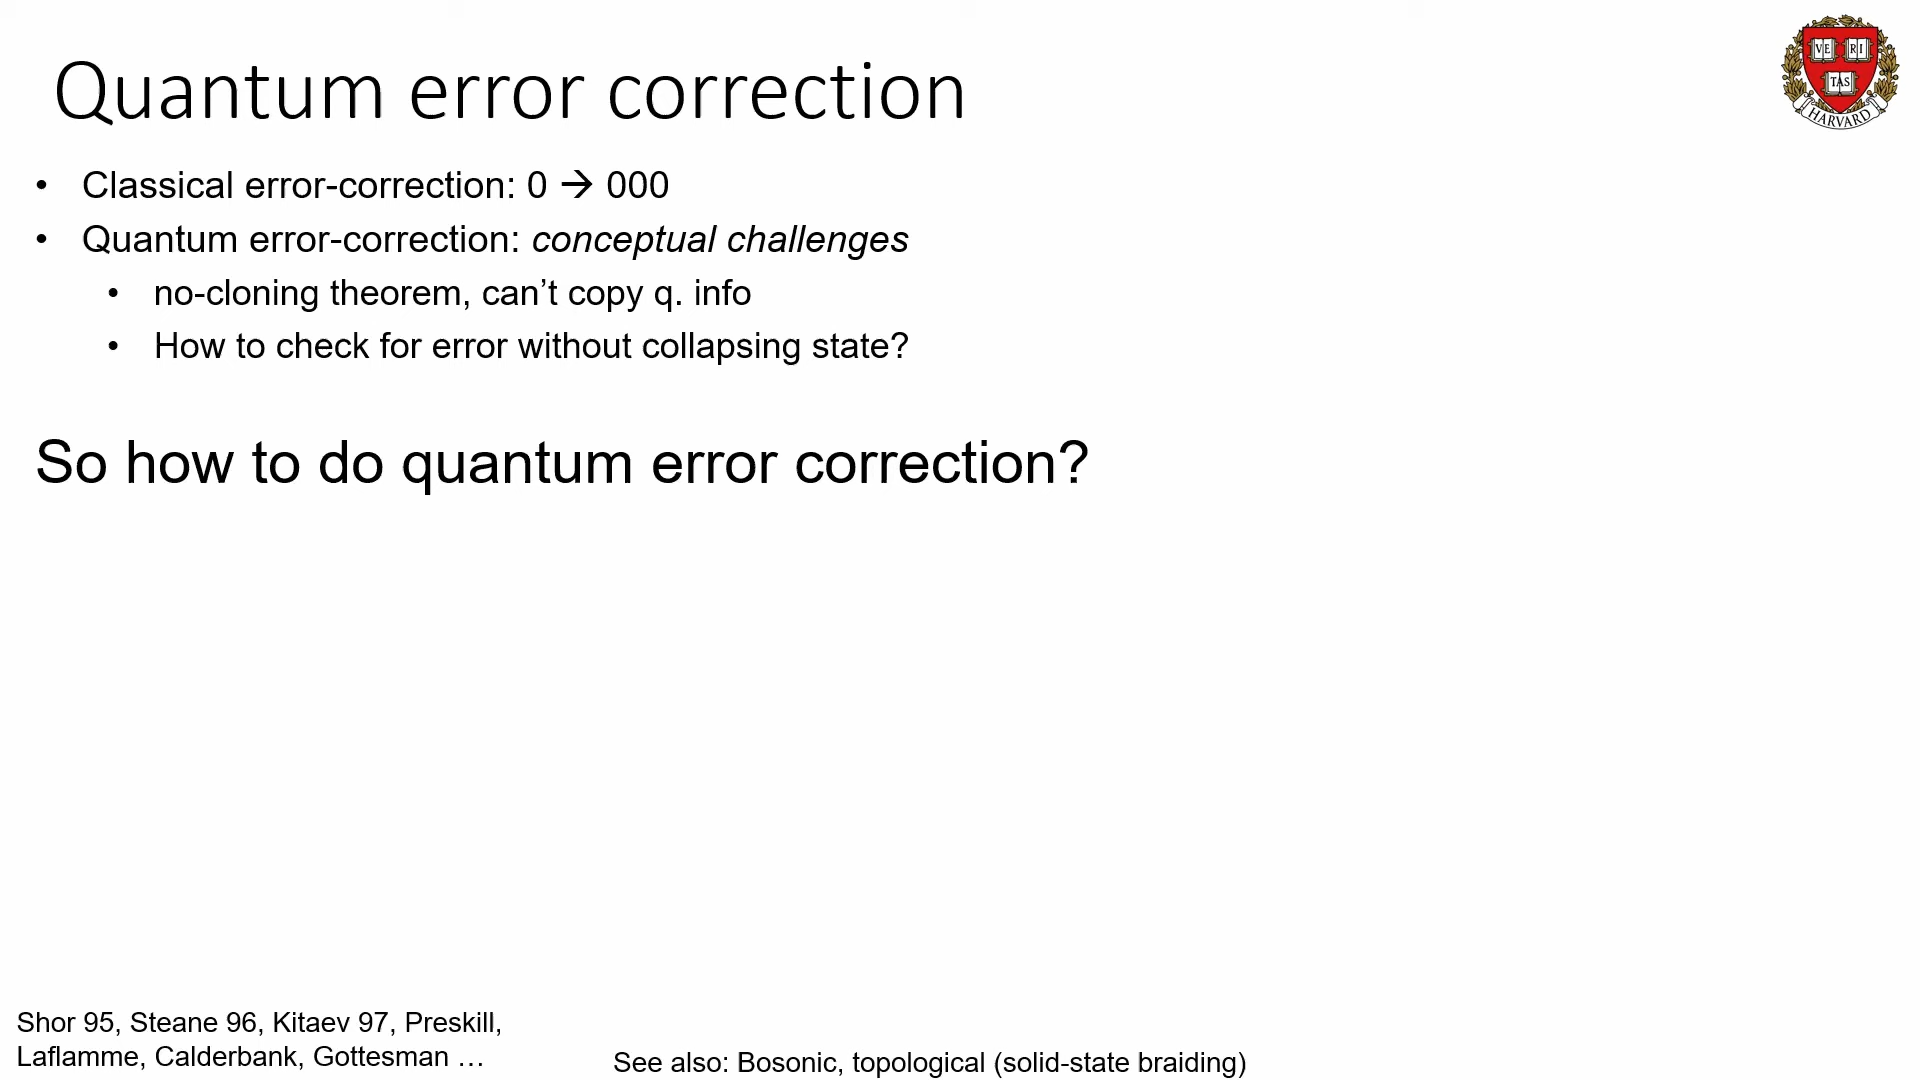 Quantum error correction
VE RI
TAS
HARVARD
• Classical error-correction: 0 → 000
• Quantum error-correction: conceptual challenges
• no-cloning theorem, can’t copy q. info
• How to check for error without collapsing state?
So how to do quantum error correction?
Shor 95, Steane 96, Kitaev 97, Preskill,
Laflamme, Calderbank, Gottesman …
See also: Bosonic, topological (solid-state braiding)